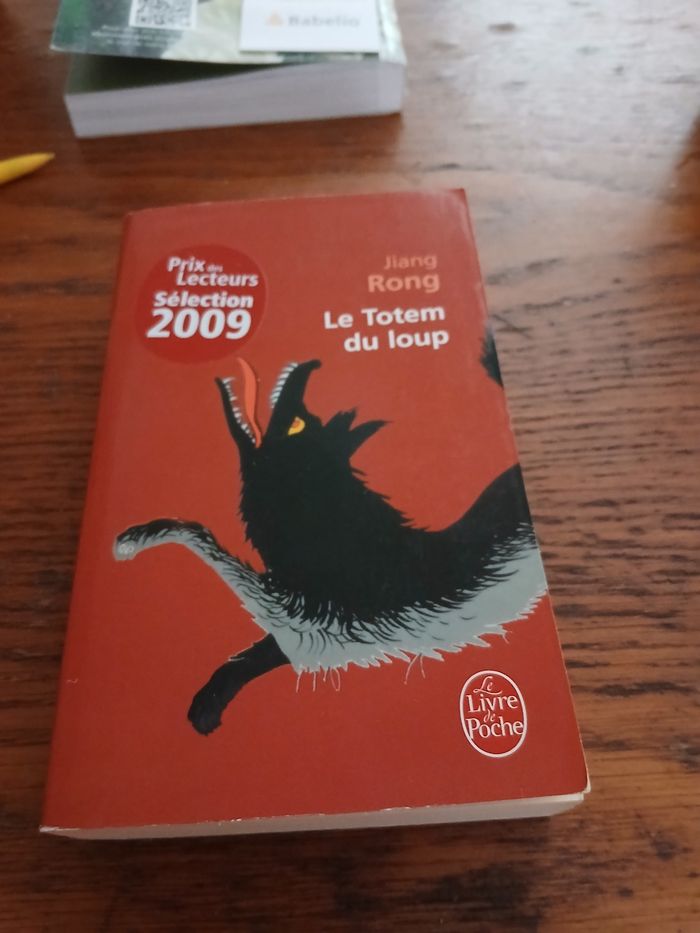 Babelio
Prix des
Lecteurs
Sélection
2009
Jiang
Rong
Le Totem
du loup
Le
Livre
de
Poche